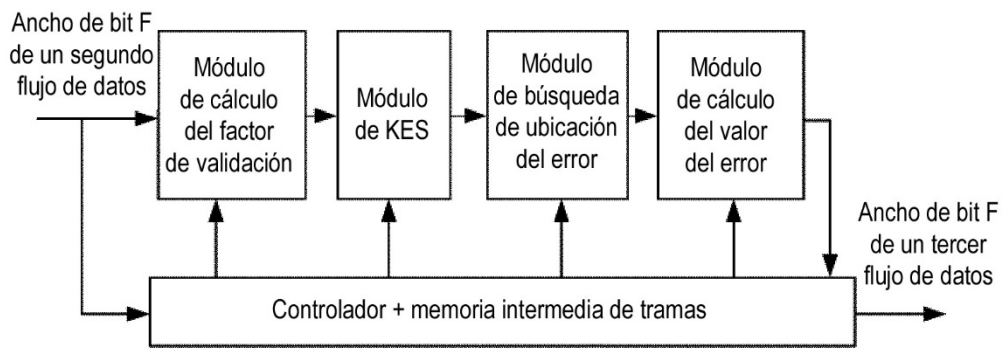 Ancho de bit F
de un segundo
flujo de datos
Módulo
de cálculo
del factor
de validación
Módulo
de KES
Módulo
de búsqueda
de ubicación
del error
Módulo
de cálculo
del valor
del error
Ancho de bit F
de un tercer
flujo de datos
Controlador + memoria intermedia de tramas